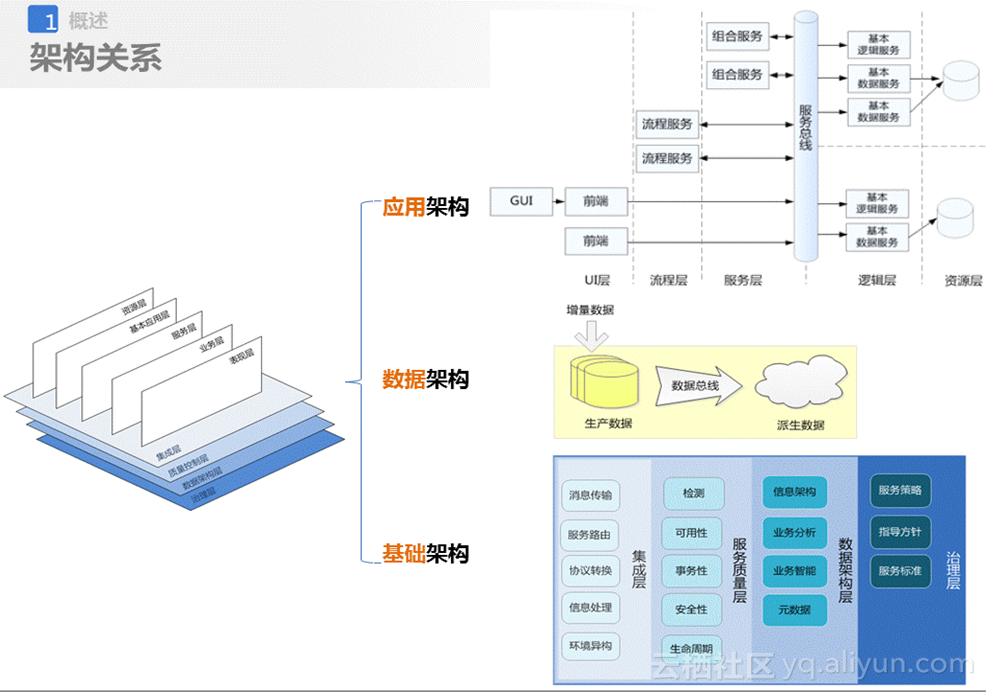 1 概述
架构关系
组合服务
组合服务
流程服务
流程服务
GUI
前端
前端
服务总线
基本
逻辑服务
基本
数据服务
基本
数据服务
基本
逻辑服务
基本
数据服务
UI层
流程层
服务层
逻辑层
资源层
应用架构
数据架构
基础架构
资源层
基本应用层
服务层
业务层
表现层
集成层
质量控制层
数据架构层
治理层
增量数据
生产数据
数据总线
派生数据
消息传输
服务路由
协议转换
信息处理
环境异构
集成层
检测
可用性
事务性
安全性
生命周期
服务质量层
信息架构
业务分析
业务智能
元数据
数据架构层
服务策略
指导方针
服务标准
治理层
云栖社区 yq.aliyun.com